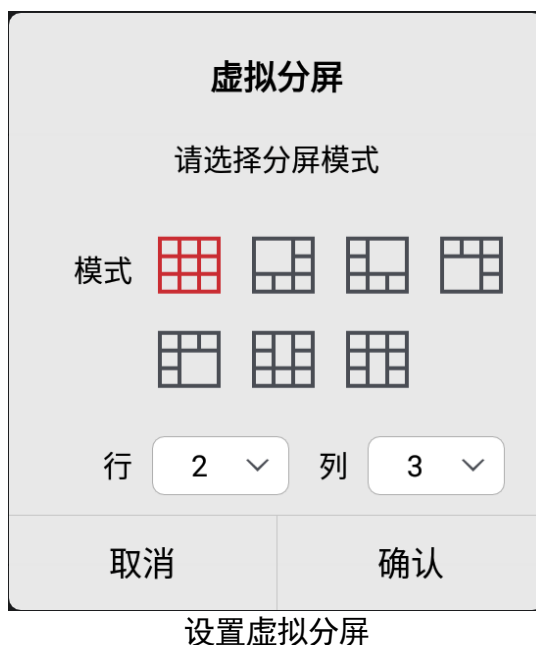 虚拟分屏
请选择分屏模式
模式
行 2 列 3
取消 确认
设置虚拟分屏